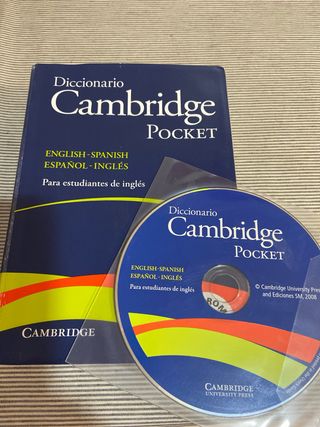 Diccionario
Cambridge
POCKET
ENGLISH-SPANISH
ESPAÑOL-INGLÉS
Para estudiantes de inglés
CAMBRIDGE
Diccionario
Cambridge
POCKET
ENGLISH-SPANISH
ESPAÑOL-INGLÉS
Para estudiantes de inglés
© Cambridge University Press
and Ediciones SM, 2008
ROM
CAMBRIDGE
UNIVERSITY PRESS